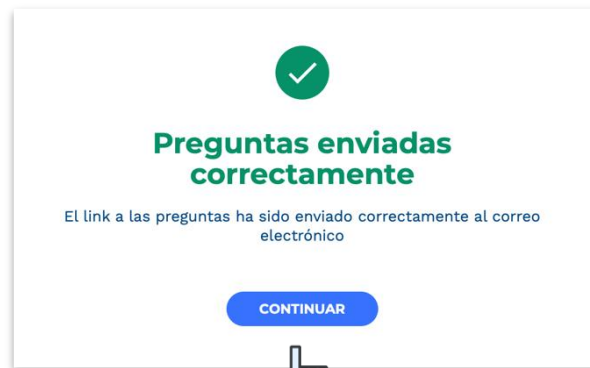 Preguntas enviadas
correctamente
El link a las preguntas ha sido enviado correctamente al correo
electrónico
CONTINUAR